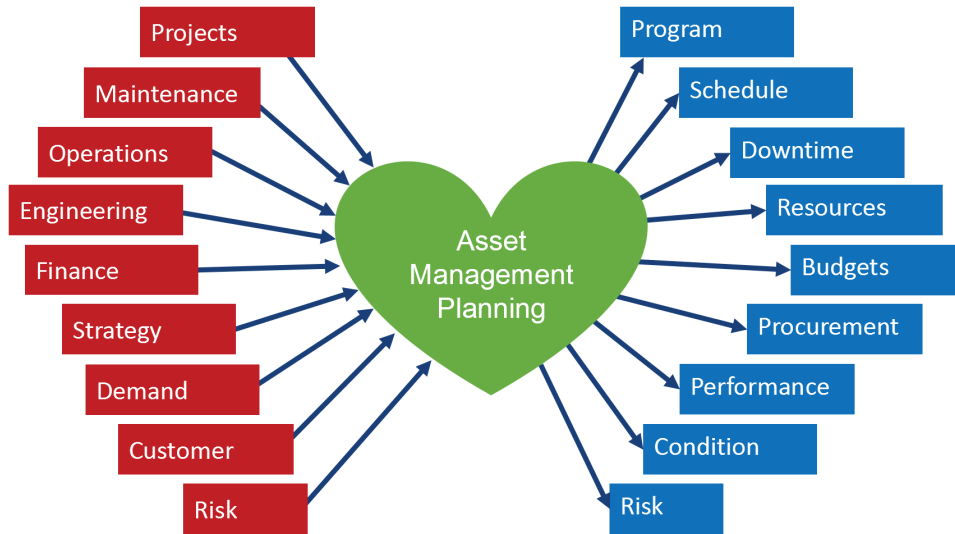 Projects
Maintenance
Operations
Engineering
Finance
Strategy
Demand
Customer
Risk
Asset
Management
Planning
Program
Schedule
Downtime
Resources
Budgets
Procurement
Performance
Condition
Risk